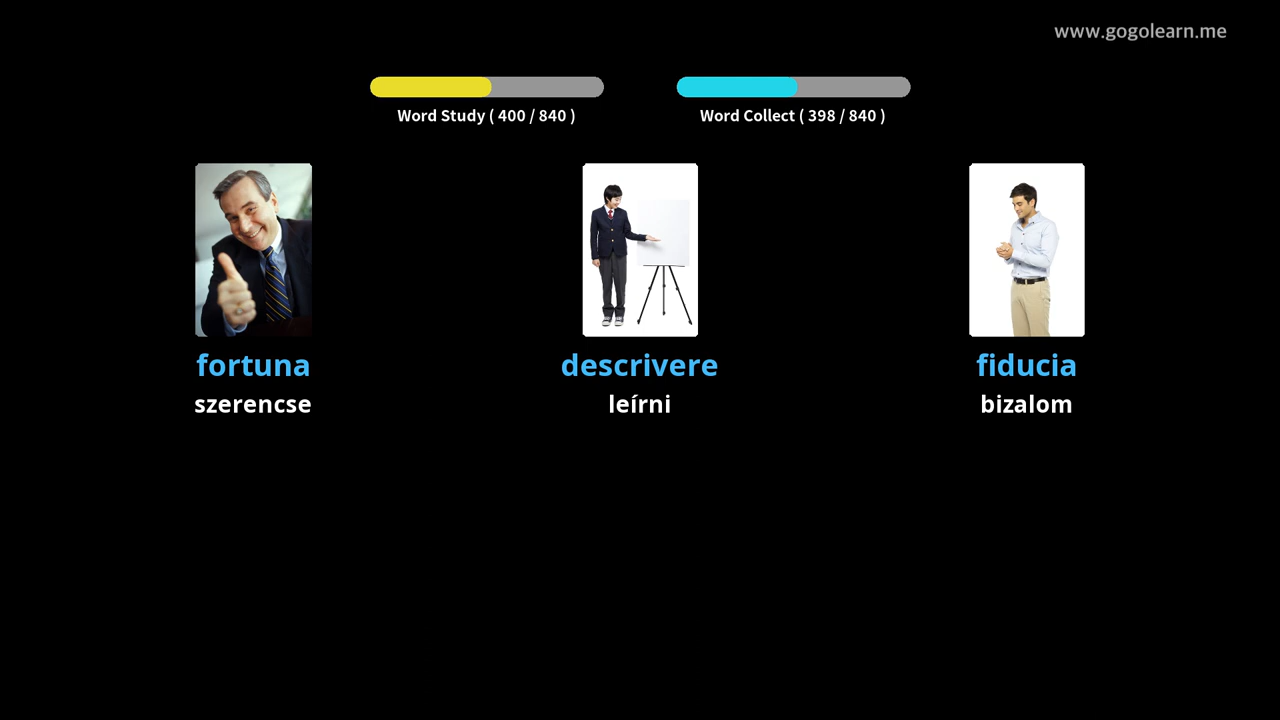 www.gogolearn.me
Word Study ( 400 / 840 )
Word Collect ( 398 / 840 )
fortuna
szerencse
descrivere
leírni
fiducia
bizalom